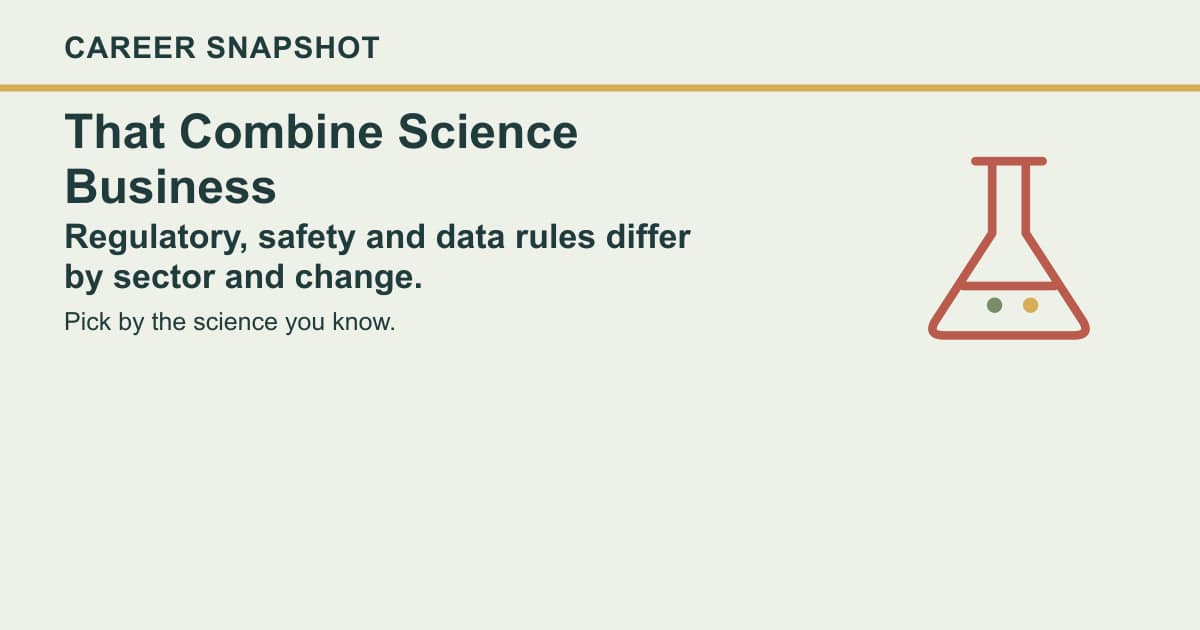 CAREER SNAPSHOT
That Combine Science
Business
Regulatory, safety and data rules differ
by sector and change.
Pick by the science you know.